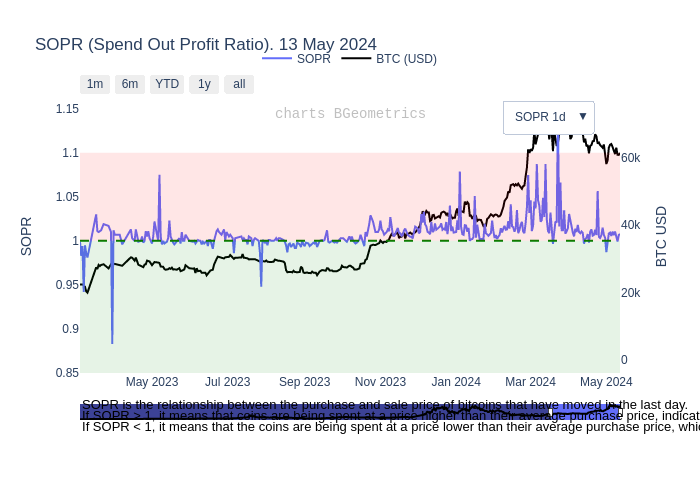 SOPR (Spend Out Profit Ratio). 13 May 2024
SOPR BTC (USD)
1m 6m YTD 1y all
charts BGeometrics
SOPR 1d ▼
1.15
1.1
1.05
1
0.95
0.9
0.85
SOPR
60k
40k
20k
0
BTC USD
May 2023 Jul 2023 Sep 2023 Nov 2023 Jan 2024 Mar 2024 May 2024
SOPR is the relationship between the purchase and sale price of bitcoins that have moved in the last day.
If SOPR > 1, it means that coins are being spent at a price higher than their average purchase price, indicat
If SOPR < 1, it means that the coins are being spent at a price lower than their average purchase price, whic